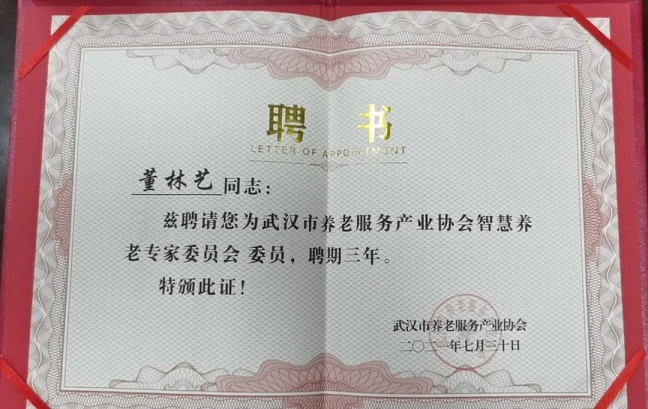 聘 书
LETTER OF APPOINTMENT
董林艺同志：
兹聘请您为武汉市养老服务产业协会智慧养
老专家委员会 委员，聘期三年。
特颁此证！
武汉市养老服务产业协会
二〇二一年七月三十日